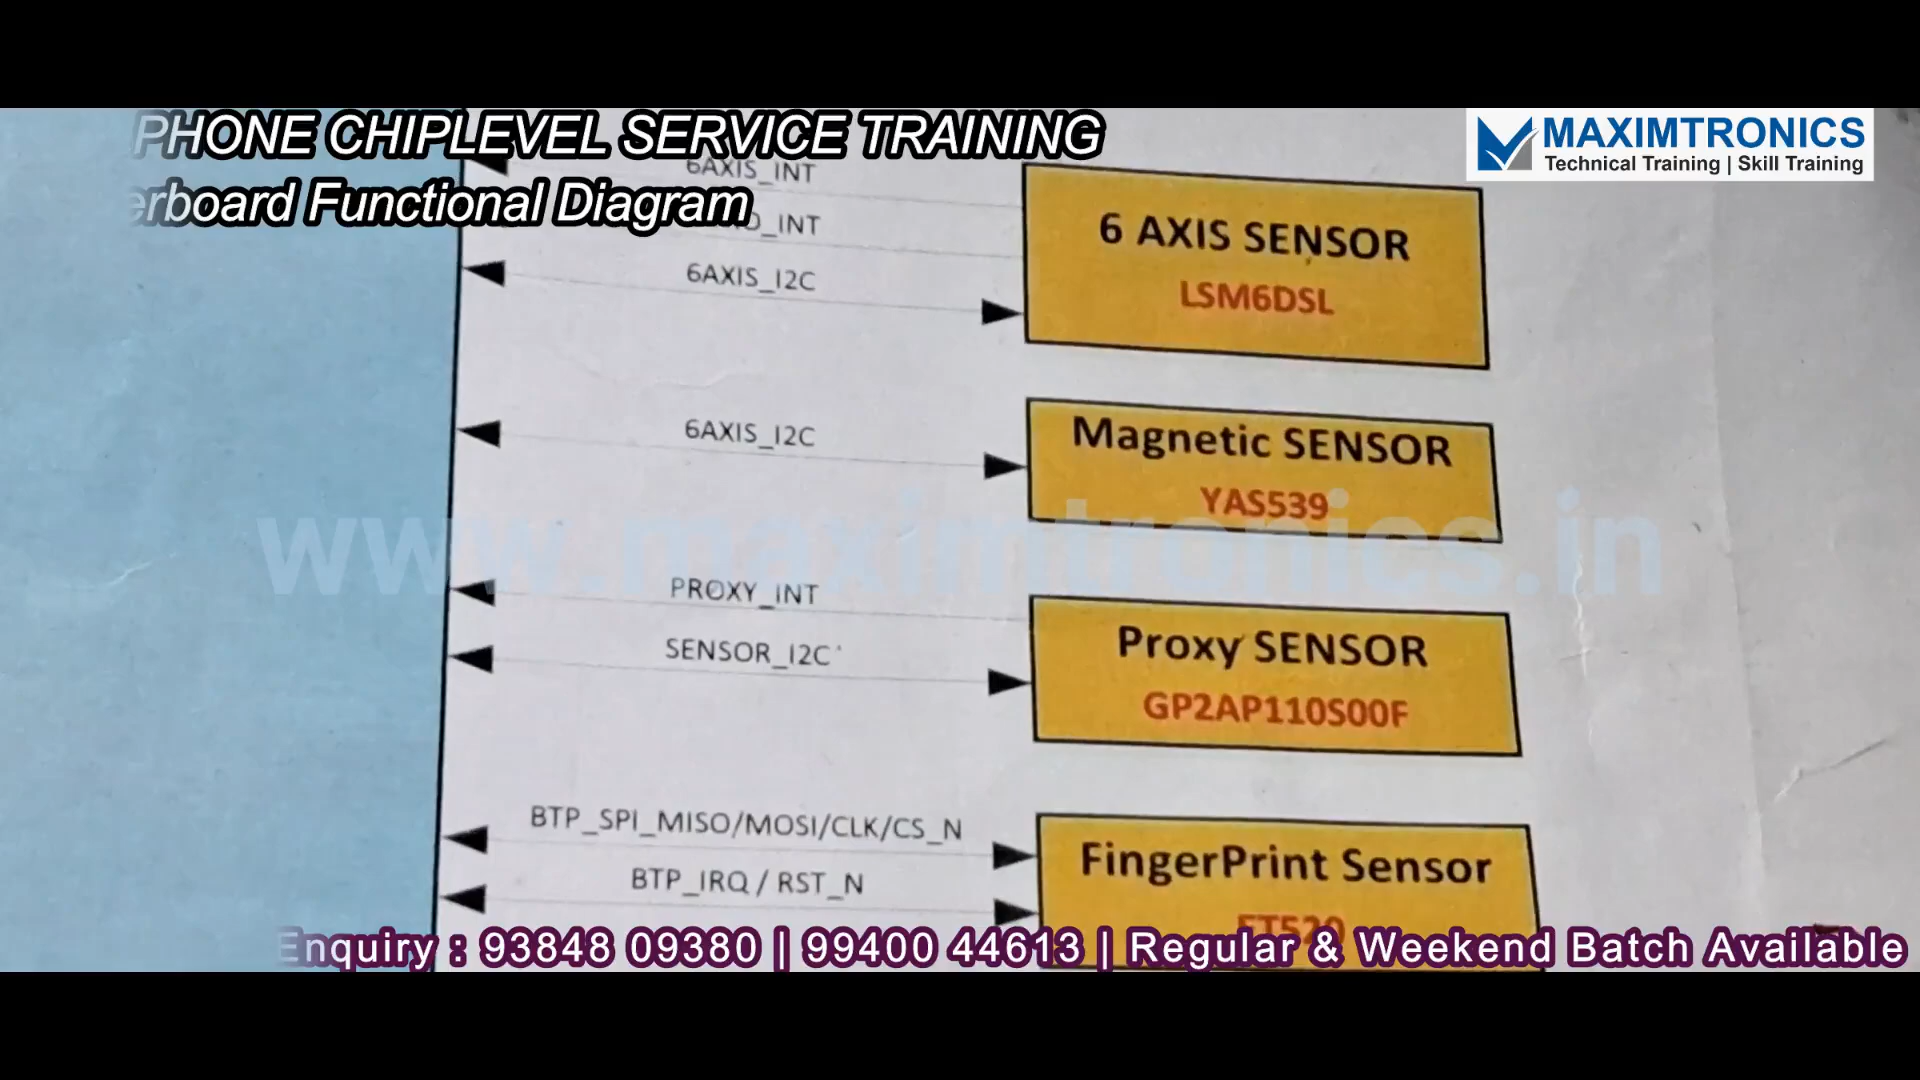 PHONE CHIPLEVEL SERVICE TRAINING
erboard Functional Diagram
MAXIMTRONICS
Technical Training | Skill Training
6AXIS_INT
_INT
6AXIS_I2C
6 AXIS SENSOR
LSM6DSL
6AXIS_I2C
Magnetic SENSOR
YAS539
www.maximtronics.in
PROXY_INT
SENSOR_I2C
Proxy SENSOR
GP2AP110S00F
BTP_SPI_MISO/MOSI/CLK/CS_N
BTP_IRQ / RST_N
FingerPrint Sensor
Enquiry : 93848 09380 | 99400 44613 | Regular & Weekend Batch Available